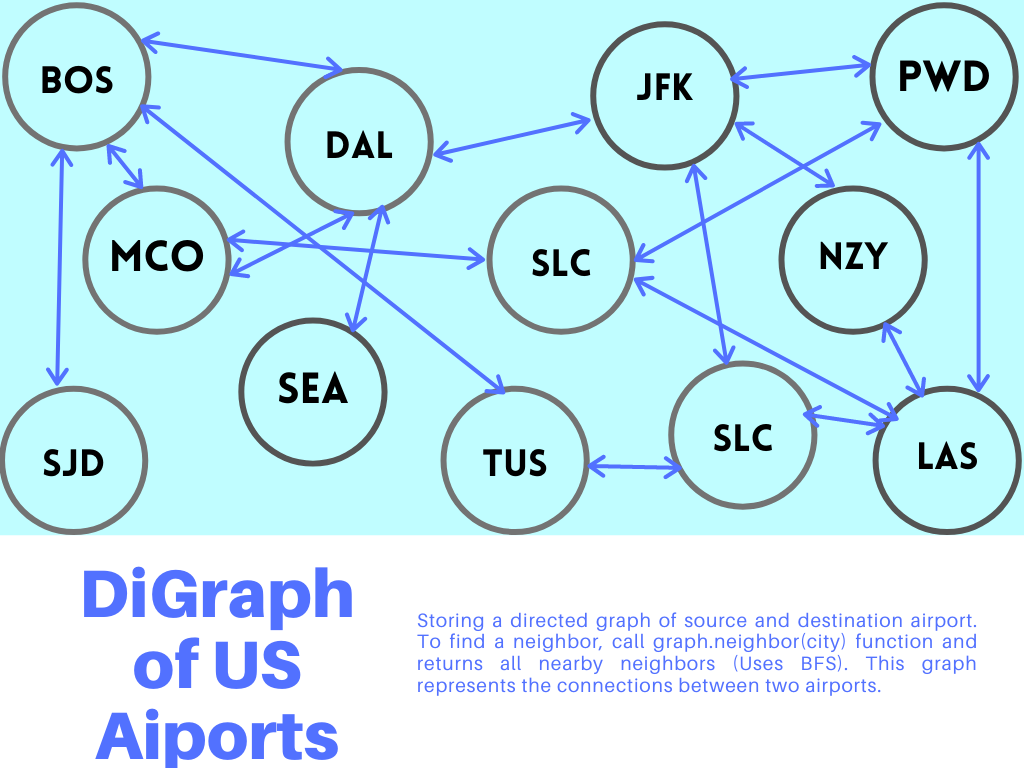 BOS
JFK
PWD
DAL
MCO
SLC
NZY
SEA
SJD
TUS
SLC
LAS
DiGraph
of US
Aiports
Storing a directed graph of source and destination airport.
To find a neighbor, call graph.neighbor(city) function and
returns all nearby neighbors (Uses BFS). This graph
represents the connections between two airports.